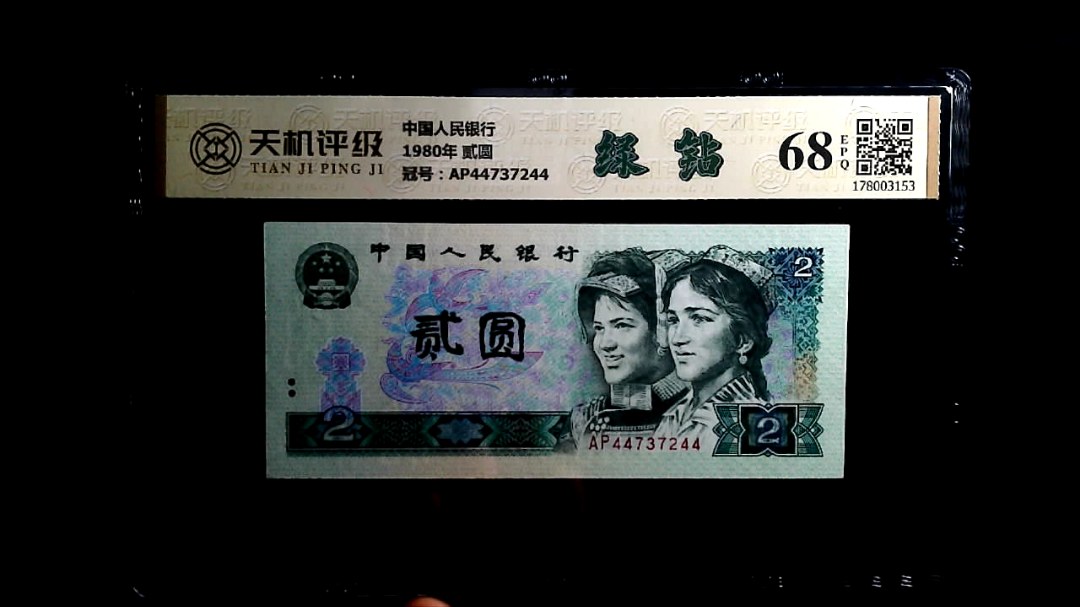 天机评级
TIAN JI PING JI
中国人民银行
1980年 贰圆
冠号：AP44737244
绿 钻
68
EPQ
178003153
中国人民银行
2
贰圆
2
AP44737244
2